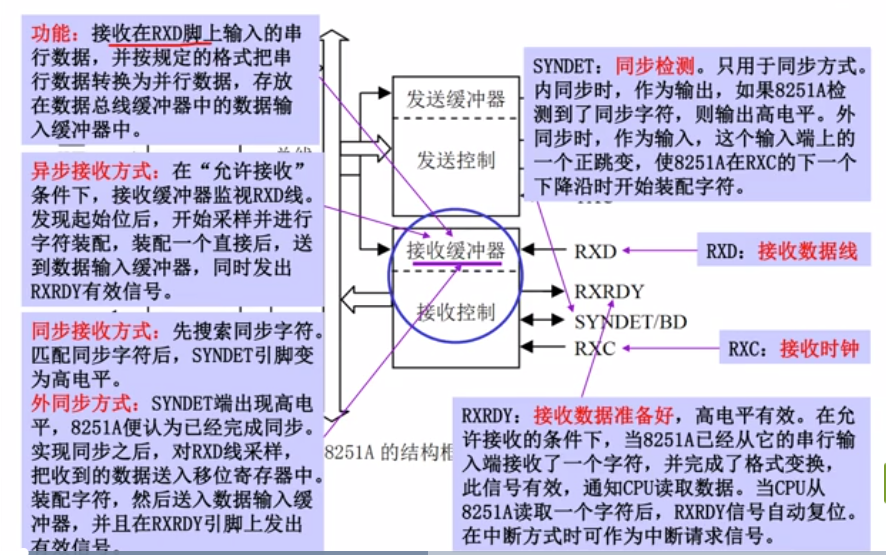 功能：接收在RXD脚上输入的串
行数据，并按规定的格式把串
行数据转换为并行数据，存放
在数据总线缓冲器中的数据输
入缓冲器中。
异步接收方式：在“允许接收”
条件下，接收缓冲器监视RXD线。
发现起始位后，开始采样并进行
字符装配，装配一个直接后，送
到数据输入缓冲器，同时发出
RXRDY有效信号。
同步接收方式：先搜索同步字符。
匹配同步字符后，SYNDET引脚变
为高电平。
外同步方式：SYNDET端出现高电
平，8251A便认为已经完成同步。
实现同步之后，对RXD线采样，
把收到的数据送入移位寄存器中。
装配字符，然后送入数据输入缓
冲器，并且在RXRDY引脚上发出
有效信号。
发送缓冲器
发送控制
接收缓冲器
接收控制
SYNDET：同步检测。只用于同步方式。
内同步时，作为输出，如果8251A检
测到了同步字符，则输出高电平。外
同步时，作为输入，这个输入端上的
一个正跳变，使8251A在RXC的下一个
下降沿时开始装配字符。
RXD
RXD：接收数据线
RXRDY
SYNDET/BD
RXC
RXC：接收时钟
8251A 的结构框
RXRDY：接收数据准备好，高电平有效。在允
许接收的条件下，当8251A已经从它的串行输
入端接收了一个字符，并完成了格式变换，
此信号有效，通知CPU读取数据。当CPU从
8251A读取一个字符后，RXRDY信号自动复位。
在中断方式时可作为中断请求信号。